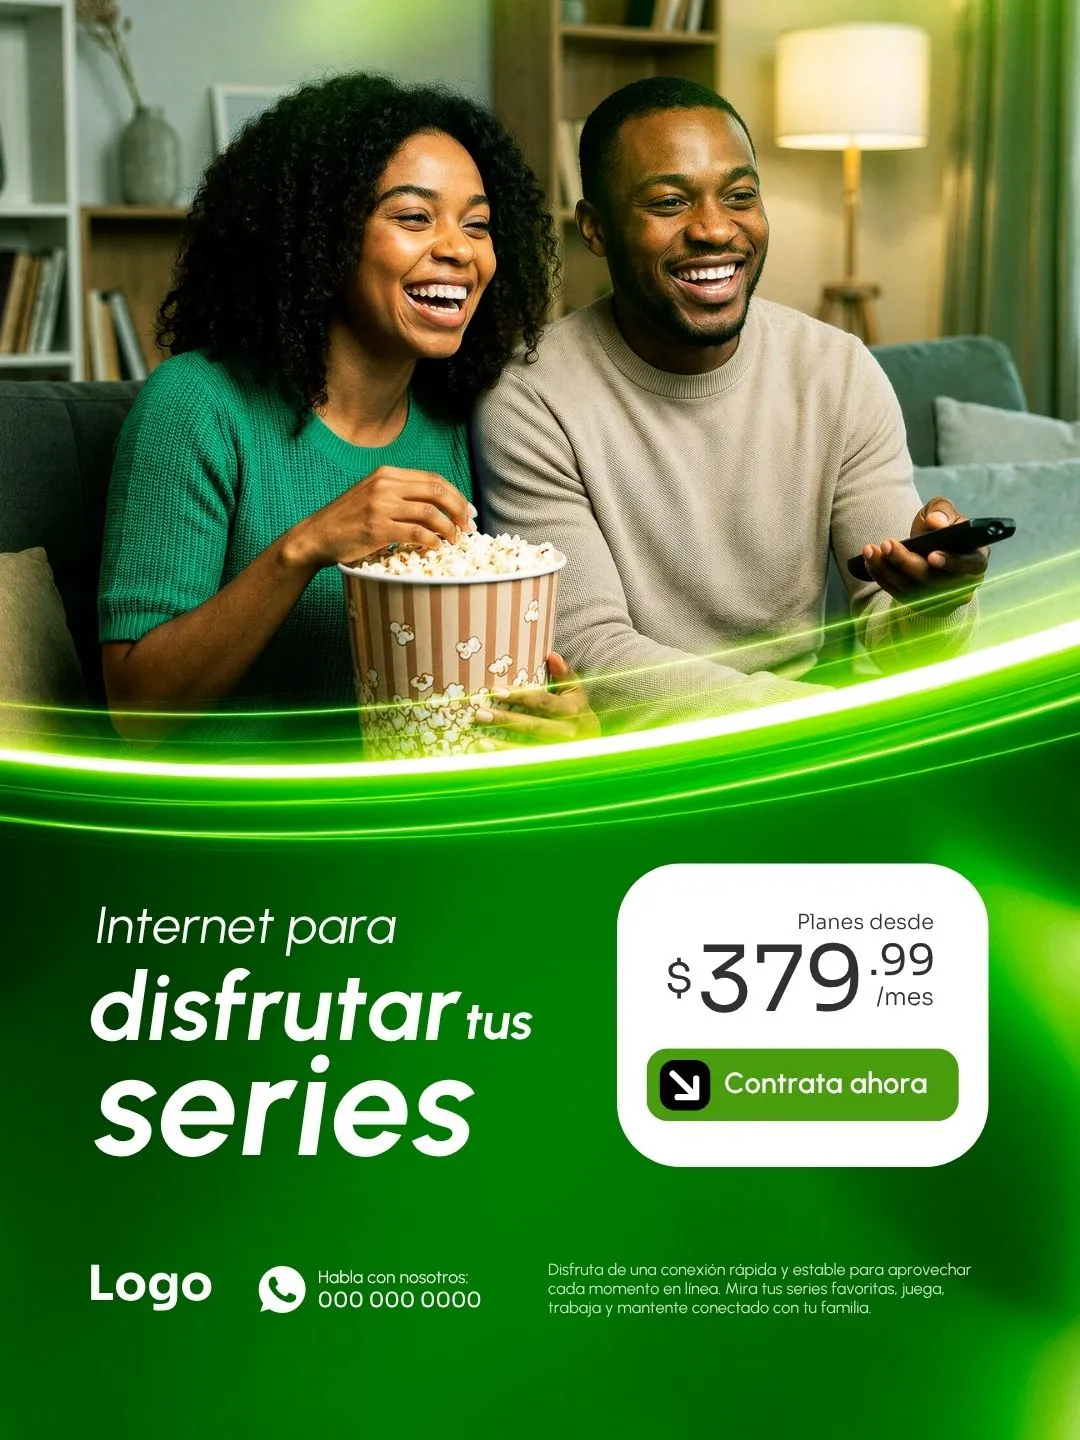 Internet para
disfrutar tus
series
Planes desde
$379.99
/mes
Contrata ahora
Logo
Habla con nosotros:
000 000 0000
Disfruta de una conexión rápida y estable para aprovechar
cada momento en línea. Mira tus series favoritas, juega,
trabaja y mantente conectado con tu familia.